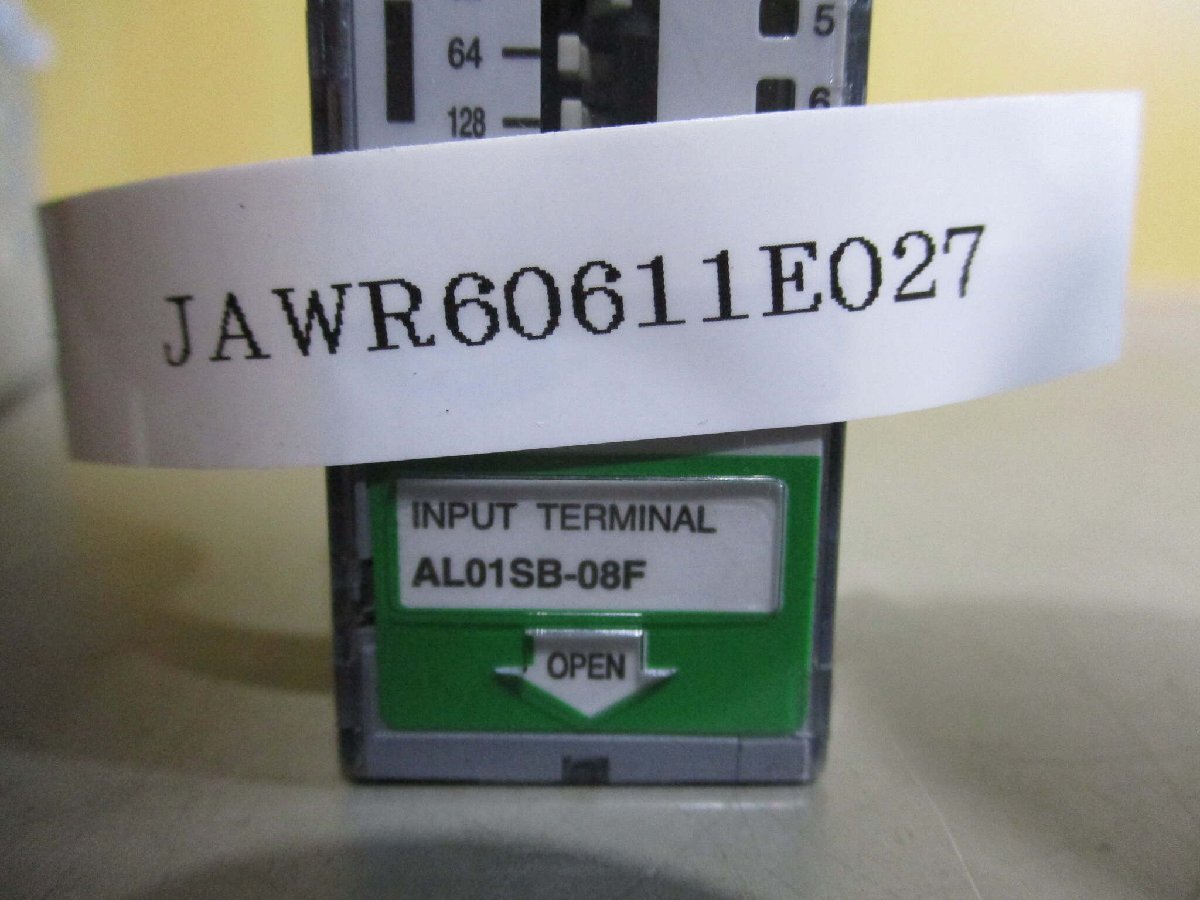 5
64
6
128
JAWR60611E027
INPUT TERMINAL
AL01SB-08F
OPEN